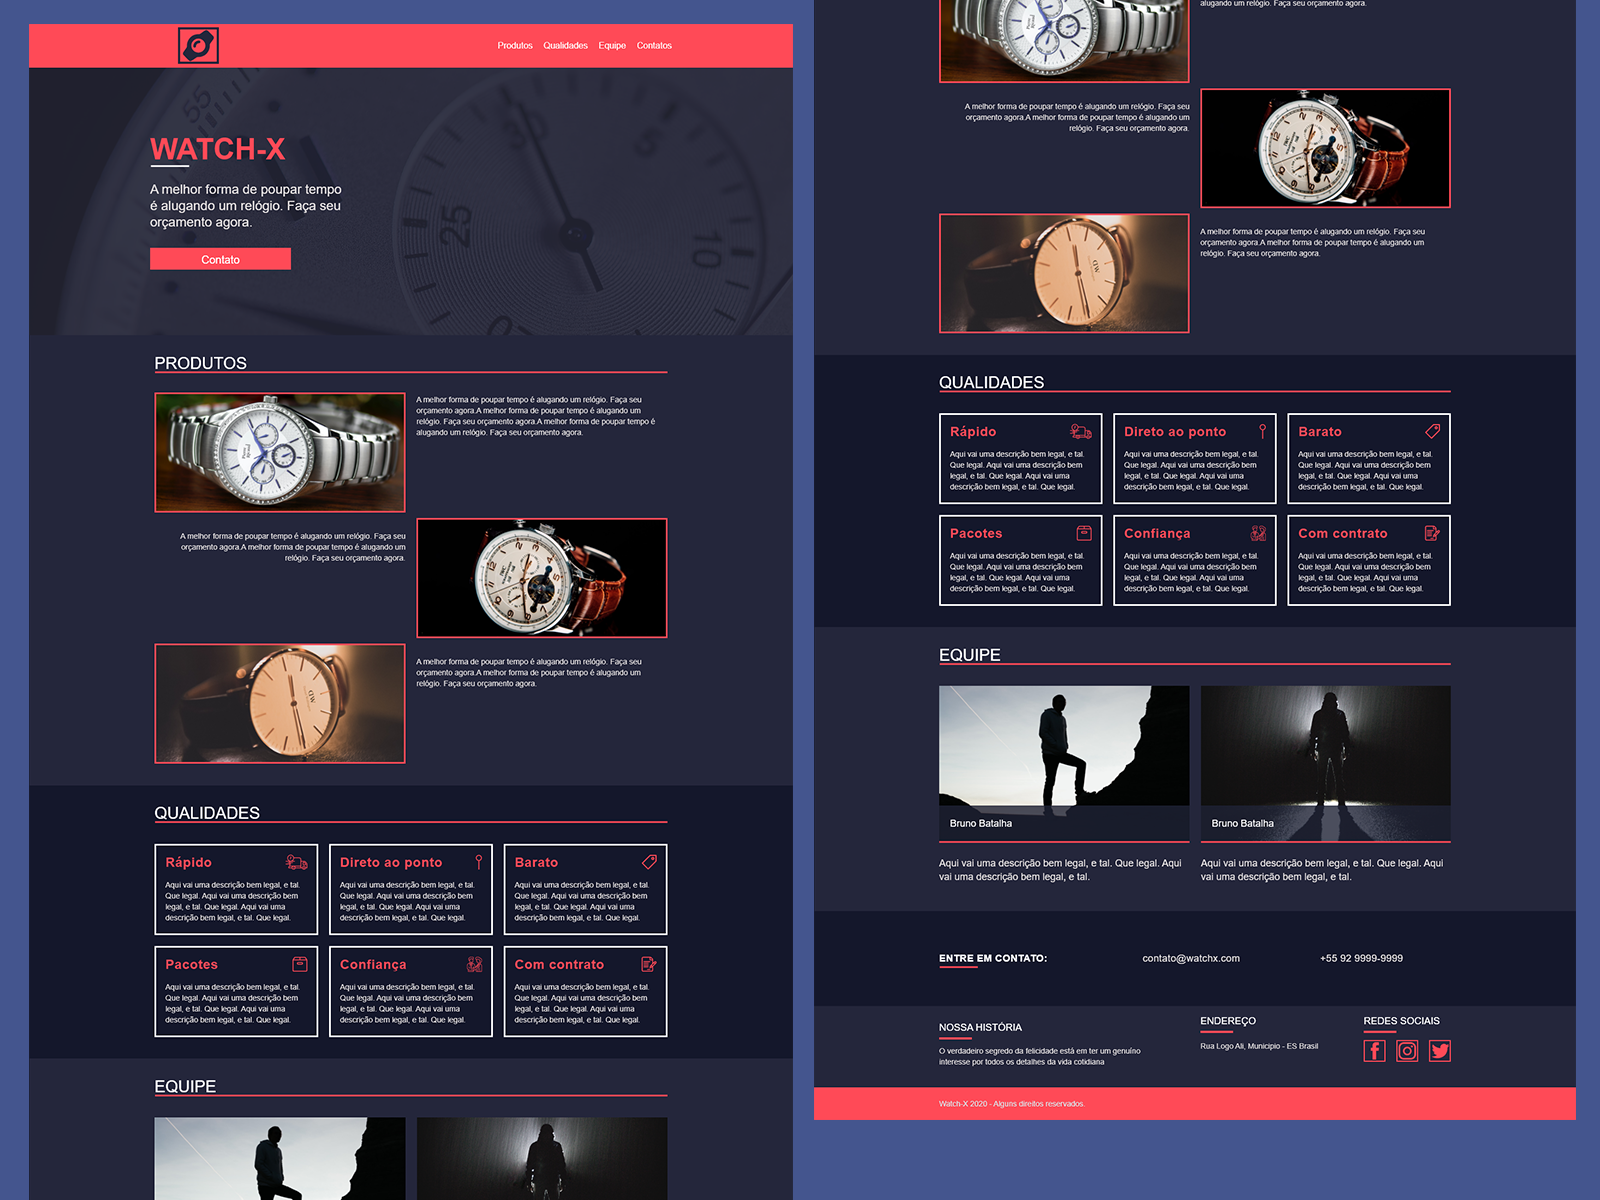 Produtos Qualidades Equipe Contatos
WATCH-X
A melhor forma de poupar tempo
é alugando um relógio. Faça seu
orçamento agora.
Contato
PRODUTOS
A melhor forma de poupar tempo é alugando um relógio. Faça seu
orçamento agora.A melhor forma de poupar tempo é alugando um
relógio. Faça seu orçamento agora.A melhor forma de poupar tempo é
alugando um relógio. Faça seu orçamento agora.
A melhor forma de poupar tempo é alugando um relógio. Faça seu
orçamento agora.A melhor forma de poupar tempo é alugando um
relógio. Faça seu orçamento agora.
A melhor forma de poupar tempo é alugando um relógio. Faça seu
orçamento agora.A melhor forma de poupar tempo é alugando um
relógio. Faça seu orçamento agora.
QUALIDADES
Rápido
Aqui vai uma descrição bem legal, e tal.
Que legal. Aqui vai uma descrição bem
legal, e tal. Que legal. Aqui vai uma
descrição bem legal, e tal. Que legal.
Direto ao ponto
Aqui vai uma descrição bem legal, e tal.
Que legal. Aqui vai uma descrição bem
legal, e tal. Que legal. Aqui vai uma
descrição bem legal, e tal. Que legal.
Barato
Aqui vai uma descrição bem legal, e tal.
Que legal. Aqui vai uma descrição bem
legal, e tal. Que legal. Aqui vai uma
descrição bem legal, e tal. Que legal.
Pacotes
Aqui vai uma descrição bem legal, e tal.
Que legal. Aqui vai uma descrição bem
legal, e tal. Que legal. Aqui vai uma
descrição bem legal, e tal. Que legal.
Confiança
Aqui vai uma descrição bem legal, e tal.
Que legal. Aqui vai uma descrição bem
legal, e tal. Que legal. Aqui vai uma
descrição bem legal, e tal. Que legal.
Com contrato
Aqui vai uma descrição bem legal, e tal.
Que legal. Aqui vai uma descrição bem
legal, e tal. Que legal. Aqui vai uma
descrição bem legal, e tal. Que legal.
EQUIPE
alugando um relógio. Faça seu orçamento agora.
A melhor forma de poupar tempo é alugando um relógio. Faça seu
orçamento agora.A melhor forma de poupar tempo é alugando um
relógio. Faça seu orçamento agora.
A melhor forma de poupar tempo é alugando um relógio. Faça seu
orçamento agora.A melhor forma de poupar tempo é alugando um
relógio. Faça seu orçamento agora.
QUALIDADES
Rápido
Aqui vai uma descrição bem legal, e tal.
Que legal. Aqui vai uma descrição bem
legal, e tal. Que legal. Aqui vai uma
descrição bem legal, e tal. Que legal.
Direto ao ponto
Aqui vai uma descrição bem legal, e tal.
Que legal. Aqui vai uma descrição bem
legal, e tal. Que legal. Aqui vai uma
descrição bem legal, e tal. Que legal.
Barato
Aqui vai uma descrição bem legal, e tal.
Que legal. Aqui vai uma descrição bem
legal, e tal. Que legal. Aqui vai uma
descrição bem legal, e tal. Que legal.
Pacotes
Aqui vai uma descrição bem legal, e tal.
Que legal. Aqui vai uma descrição bem
legal, e tal. Que legal. Aqui vai uma
descrição bem legal, e tal. Que legal.
Confiança
Aqui vai uma descrição bem legal, e tal.
Que legal. Aqui vai uma descrição bem
legal, e tal. Que legal. Aqui vai uma
descrição bem legal, e tal. Que legal.
Com contrato
Aqui vai uma descrição bem legal, e tal.
Que legal. Aqui vai uma descrição bem
legal, e tal. Que legal. Aqui vai uma
descrição bem legal, e tal. Que legal.
EQUIPE
Bruno Batalha
Aqui vai uma descrição bem legal, e tal. Que legal. Aqui
vai uma descrição bem legal, e tal.
Bruno Batalha
Aqui vai uma descrição bem legal, e tal. Que legal. Aqui
vai uma descrição bem legal, e tal.
ENTRE EM CONTATO: contato@watchx.com +55 92 9999-9999
NOSSA HISTÓRIA
O verdadeiro segredo da felicidade está em ter um genuíno
interesse por todos os detalhes da vida cotidiana
ENDEREÇO
Rua Logo Ali, Município - ES Brasil
REDES SOCIAIS
Watch-X 2020 - Alguns direitos reservados.